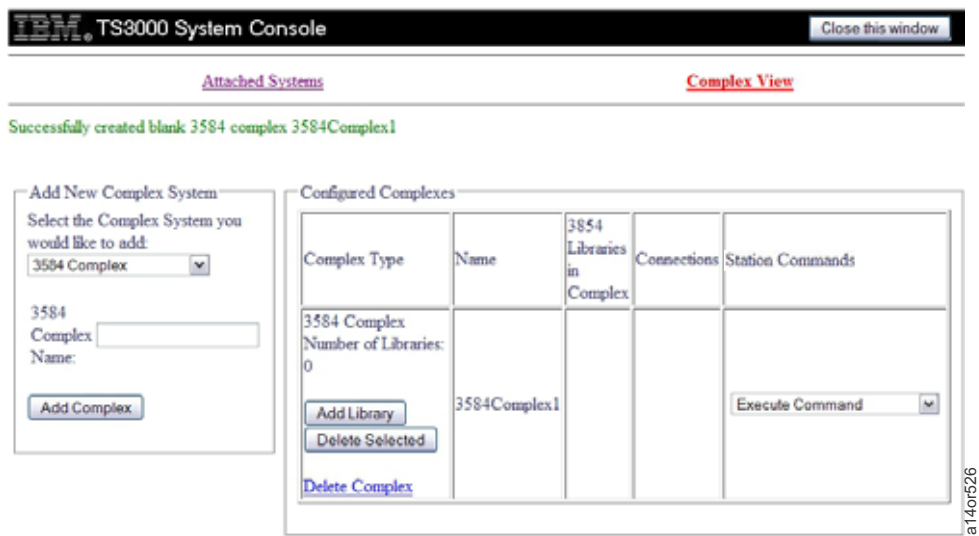 IBM® TS3000 System Console
Close this window
Attached Systems
Complex View
Successfully created blank 3584 complex 3584Complex1
Add New Complex System
Select the Complex System you
would like to add:
3584 Complex
3584
Complex
Name:
Add Complex
Configured Complexes
Complex Type
Name
3854
Libraries
in
Complex
Connections
Station Commands
3584 Complex
Number of Libraries:
0
Add Library
Delete Selected
Delete Complex
3584Complex1
Execute Command
a14or526